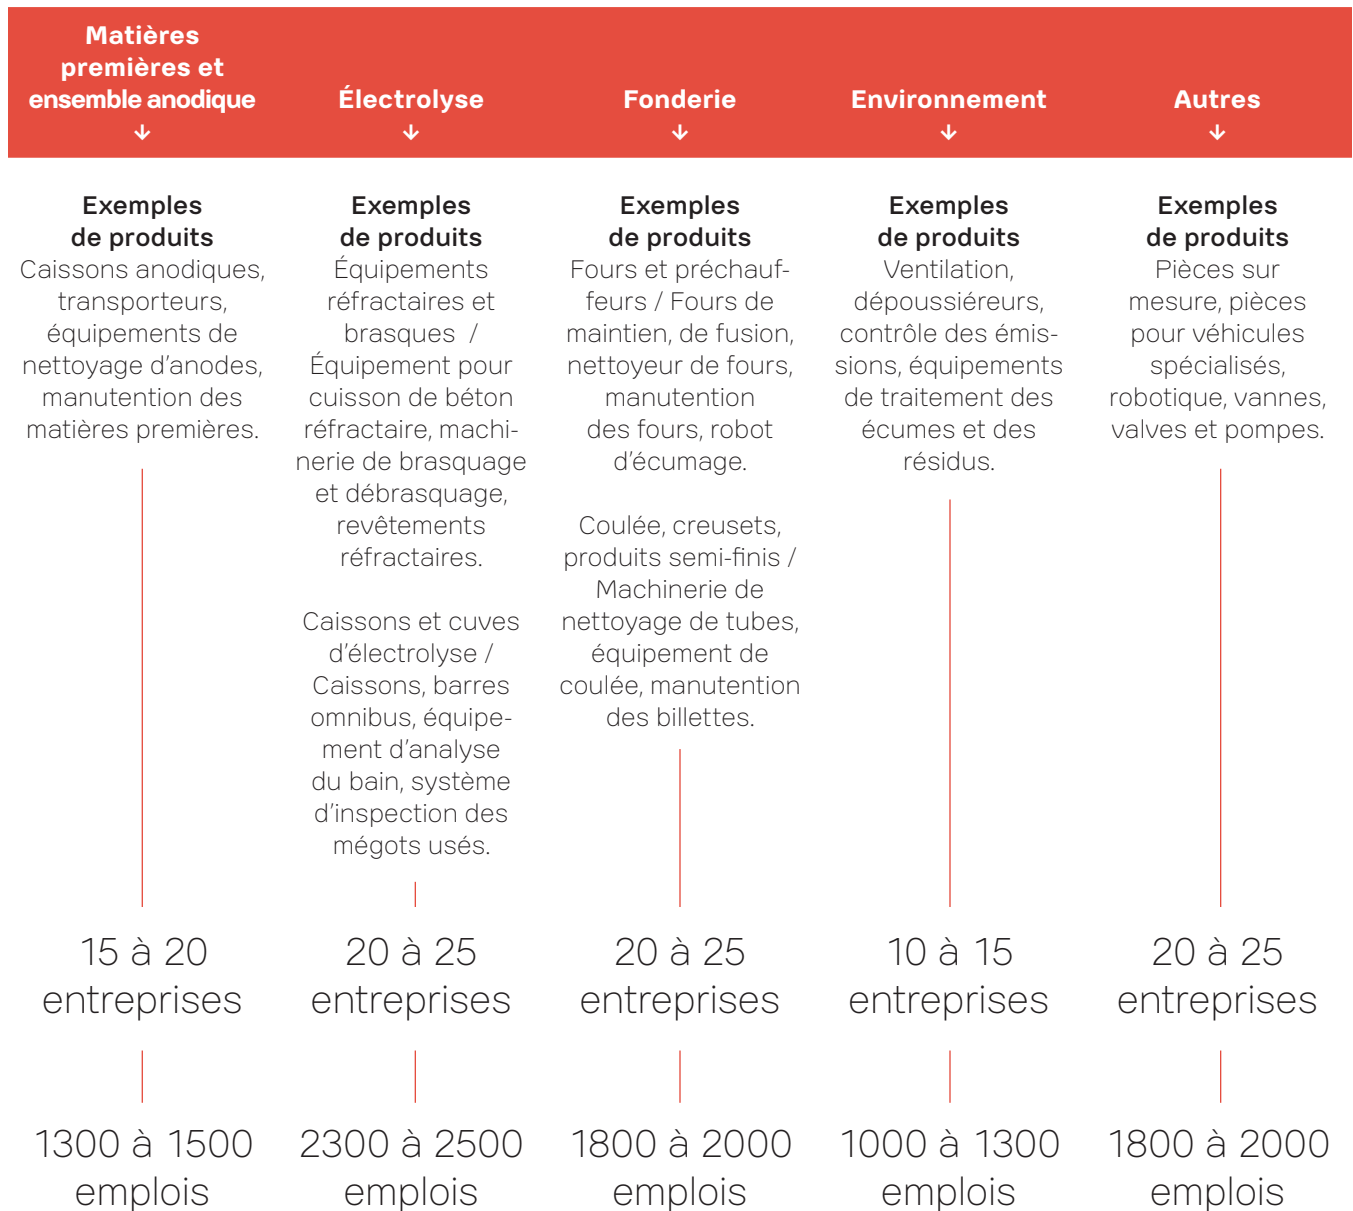 Matières
premières et
ensemble anodique
↓
Électrolyse
↓
Fonderie
↓
Environnement
↓
Autres
↓
Exemples
de produits
Caissons anodiques,
transporteurs,
équipements de
nettoyage d’anodes,
manutention des
matières premières.
15 à 20
entreprises
1300 à 1500
emplois
Exemples
de produits
Équipements
réfractaires et
brasques /
Équipement pour
cuisson de béton
réfractaire, machi-
nerie de brasquage
et débrasquage,
revêtements
réfractaires.
Caissons et cuves
d’électrolyse /
Caissons, barres
omnibus, équipe-
ment d’analyse
du bain, système
d’inspection des
mégots usés.
20 à 25
entreprises
2300 à 2500
emplois
Exemples
de produits
Fours et préchauf-
feurs / Fours de
maintien, de fusion,
nettoyeur de fours,
manutention
des fours, robot
d’écumage.
Coulée, creusets,
produits semi-finis /
Machinerie de
nettoyage de tubes,
équipement de
coulée, manutention
des billettes.
20 à 25
entreprises
1800 à 2000
emplois
Exemples
de produits
Ventilation,
dépoussiéreurs,
contrôle des émis-
sions, équipements
de traitement des
écumes et des
résidus.
10 à 15
entreprises
1000 à 1300
emplois
Exemples
de produits
Pièces sur
mesure, pièces
pour véhicules
spécialisés,
robotique, vannes,
valves et pompes.
20 à 25
entreprises
1800 à 2000
emplois